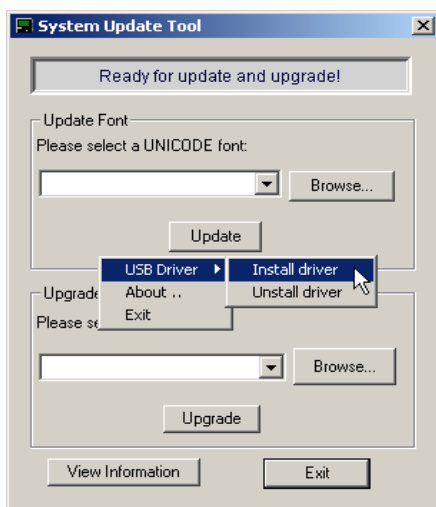 System Update Tool
Ready for update and upgrade!
Update Font
Please select a UNICODE font:
Browse...
Update
USB Driver
Install driver
About ..
Unstall driver
Exit
Upgrade
Please
Browse...
Upgrade
View Information
Exit